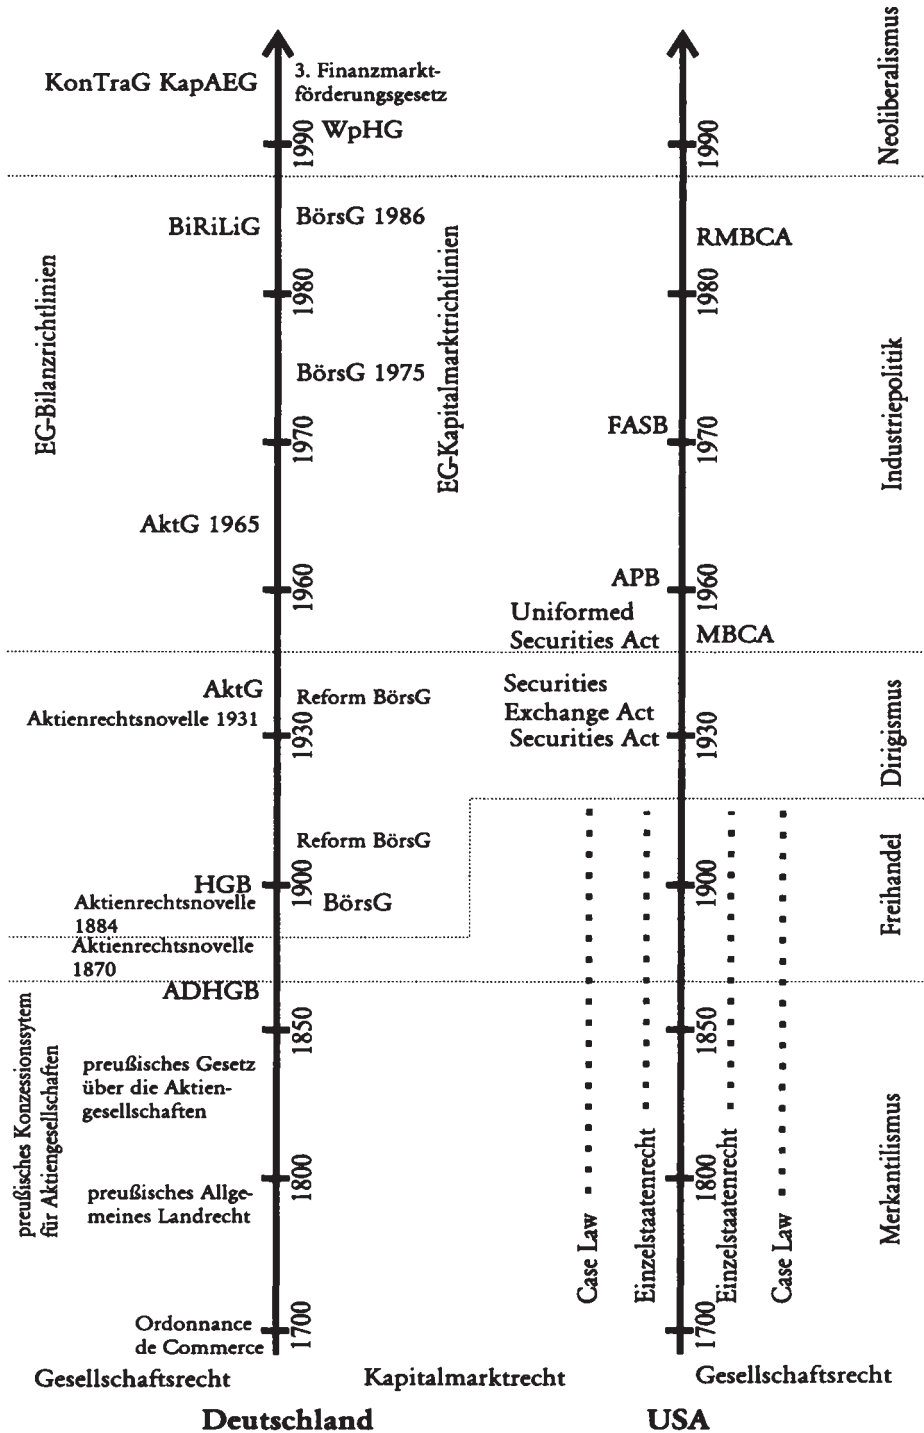 KonTraG KapAEG
3. Finanzmarkt-
förderungsgesetz
WpHG
1990
1990
Neoliberalismus
BiRiLiG
BörsG 1986
RMBCA
EG-Bilanzrichtlinien
EG-Kapitalmarktrichtlinien
1980
1980
BörsG 1975
FASB
1970
1970
Industriepolitik
AktG 1965
APB
1960
1960
Uniformed
Securities Act
MBCA
AktG
Aktienrechtsnovelle 1931
Reform BörsG
Securities
Exchange Act
Securities Act
1930
1930
Dirigismus
Reform BörsG
HGB
1900
1900
BörsG
Aktienrechtsnovelle
1884
Freihandel
Aktienrechtsnovelle
1870
ADHGB
1850
1850
preußisches Konzessionssytem
für Aktiengesellschaften
preußisches Gesetz
über die Aktien-
gesellschaften
preußisches Allge-
meines Landrecht
1800
1800
Case Law
Einzelstaatenrecht
Einzelstaatenrecht
Case Law
Merkantilismus
Ordonnance
de Commerce
1700
1700
Gesellschaftsrecht
Kapitalmarktrecht
Gesellschaftsrecht
Deutschland
USA